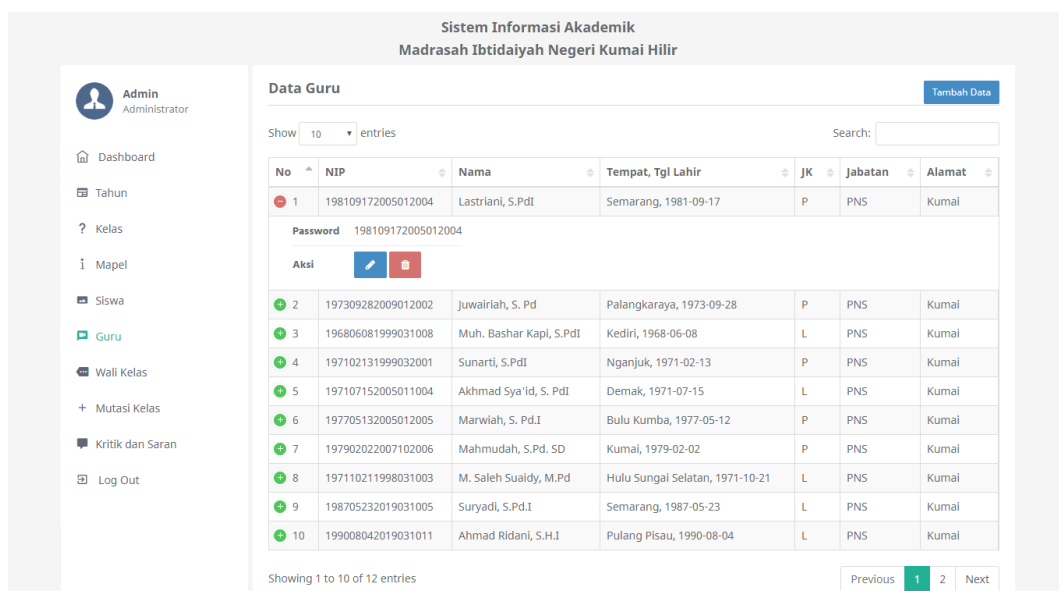 Sistem Informasi Akademik
Madrasah Ibtidaiyah Negeri Kumai Hilir
Admin
Administrator
Dashboard
Tahun
? Kelas
i Mapel
Siswa
Guru
Wali Kelas
+ Mutasi Kelas
Kritik dan Saran
Log Out
Data Guru
Tambah Data
Show 10 entries
Search:
No NIP Nama Tempat, Tgl Lahir JK Jabatan Alamat
1 198109172005012004 Lastriani, S.PdI Semarang, 1981-09-17 P PNS Kumai
Password 198109172005012004
Aksi
2 197309282009012002 Juwairiah, S. Pd Palangkaraya, 1973-09-28 P PNS Kumai
3 196806081999031008 Muh. Bashar Kapi, S.PdI Kediri, 1968-06-08 L PNS Kumai
4 197102131999032001 Sunarti, S.PdI Nganjuk, 1971-02-13 P PNS Kumai
5 197107152005011004 Akhmad Sya'id, S. PdI Demak, 1971-07-15 L PNS Kumai
6 197705132005012005 Marwiah, S. Pd.I Bulu Kumba, 1977-05-12 P PNS Kumai
7 197902022007102006 Mahmudah, S.Pd. SD Kumai, 1979-02-02 P PNS Kumai
8 197110211998031003 M. Saleh Suaidy, M.Pd Hulu Sungai Selatan, 1971-10-21 L PNS Kumai
9 198705232019031005 Suryadi, S.Pd.I Semarang, 1987-05-23 L PNS Kumai
10 199008042019031011 Ahmad Ridani, S.H.I Pulang Pisau, 1990-08-04 L PNS Kumai
Showing 1 to 10 of 12 entries
Previous 1 2 Next